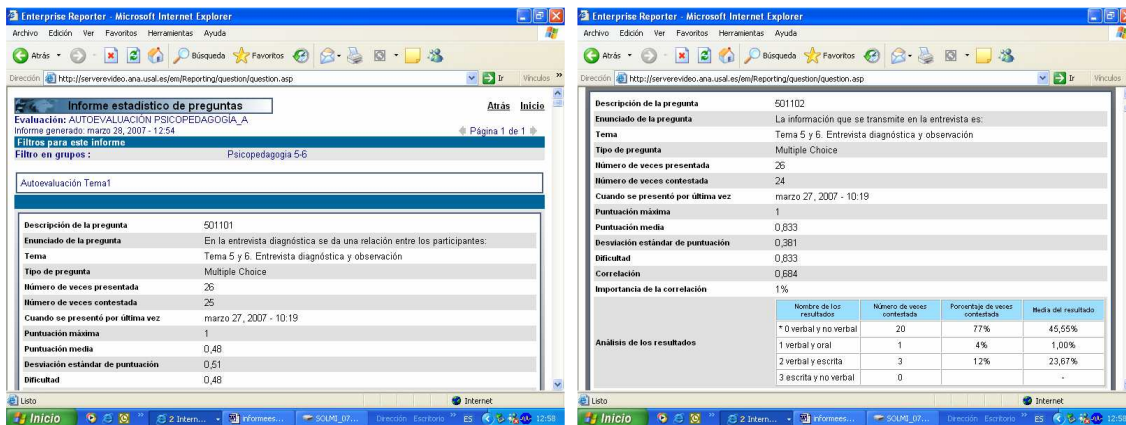 Enterprise Reporter - Microsoft Internet Explorer
Archivo Edición Ver Favoritos Herramientas Ayuda
Atrás Búsqueda Favoritos
Dirección http://serverevideo.ana.usal.es/em/Reporting/question/question.asp Ir Vínculos »
Informe estadístico de preguntas Atrás Inicio
Evaluación: AUTOEVALUACIÓN PSICOPEDAGOGÍA_A
Informe generado: marzo 28, 2007 - 12:54 Página 1 de 1
Filtros para este informe
Filtro en grupos : Psicopedagogia 5-6
Autoevaluación Tema1
Descripción de la pregunta 501101
Enunciado de la pregunta En la entrevista diagnóstica se da una relación entre los participantes:
Tema Tema 5 y 6. Entrevista diagnóstica y observación
Tipo de pregunta Multiple Choice
Número de veces presentada 26
Número de veces contestada 25
Cuando se presentó por última vez marzo 27, 2007 - 10:19
Puntuación máxima 1
Puntuación media 0,48
Desviación estándar de puntuación 0,51
Dificultad 0,48
Listo Internet
Inicio 2 Intern... informees... SOLMI_07... Dirección Escritorio » ES 12:58
Enterprise Reporter - Microsoft Internet Explorer
Archivo Edición Ver Favoritos Herramientas Ayuda
Atrás Búsqueda Favoritos
Dirección http://serverevideo.ana.usal.es/em/Reporting/question/question.asp Ir Vínculos
Descripción de la pregunta 501102
Enunciado de la pregunta La información que se transmite en la entrevista es:
Tema Tema 5 y 6. Entrevista diagnóstica y observación
Tipo de pregunta Multiple Choice
Número de veces presentada 26
Número de veces contestada 24
Cuando se presentó por última vez marzo 27, 2007 - 10:19
Puntuación máxima 1
Puntuación media 0,833
Desviación estándar de puntuación 0,381
Dificultad 0,833
Correlación 0,684
Importancia de la correlación 1%
Análisis de los resultados
Nombre de los resultados Número de veces contestada Porcentaje de veces contestada Media del resultado
* 0 verbal y no verbal 20 77% 45,55%
1 verbal y oral 1 4% 1,00%
2 verbal y escrita 3 12% 23,67%
3 escrita y no verbal 0 -
Listo Internet
Inicio 2 Intern... informees... SOLMI_07... Dirección Escritorio » ES 12:58